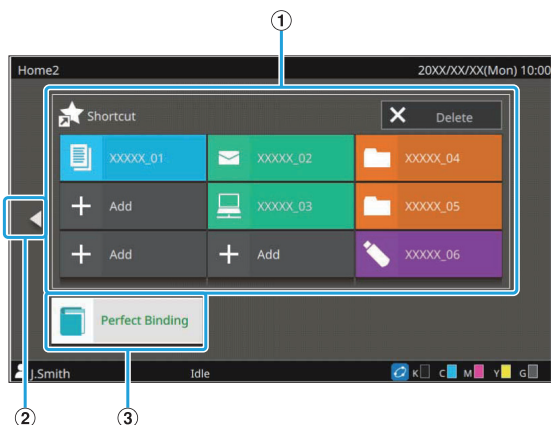 1
Home2 20XX/XX/XX(Mon) 10:00
Shortcut Delete
XXXXX_01 XXXXX_02 XXXXX_04
Add XXXXX_03 XXXXX_05
Add Add XXXXX_06
Perfect Binding
J.Smith Idle K C M Y G
2 3